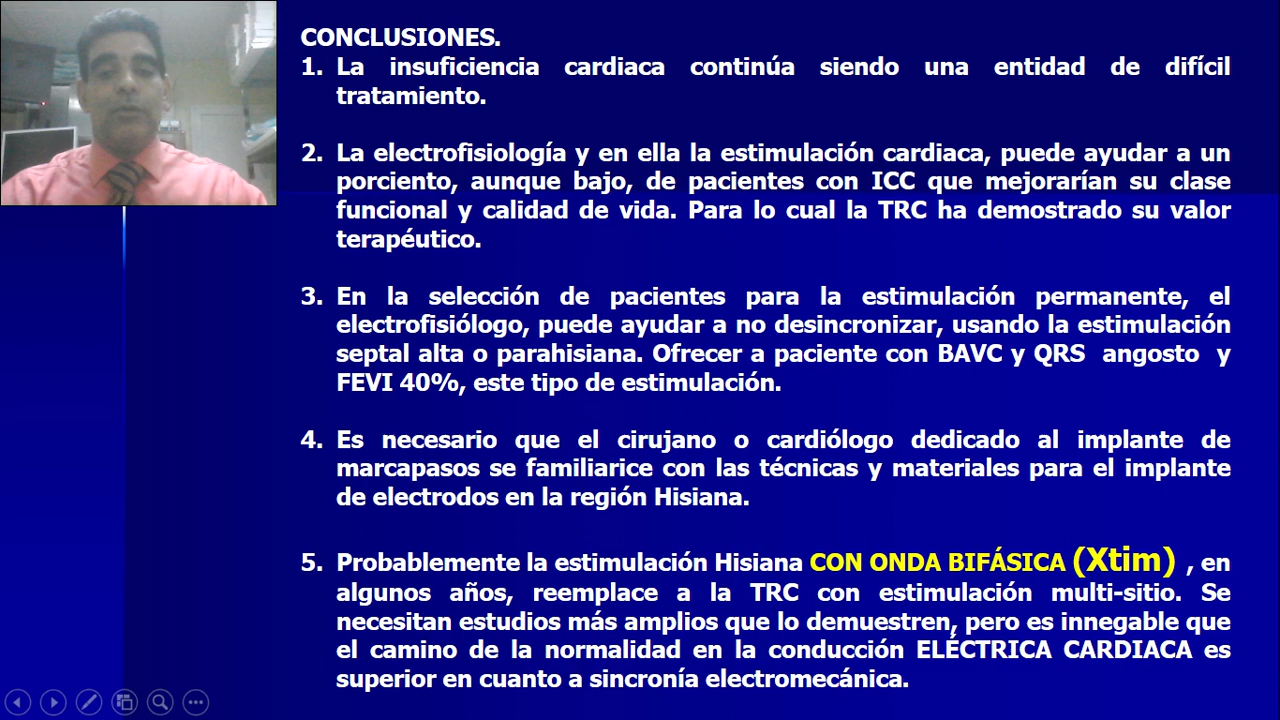 CONCLUSIONES.
1. La insuficiencia cardiaca continúa siendo una entidad de difícil
tratamiento.
2. La electrofisiología y en ella la estimulación cardiaca, puede ayudar a un
porciento, aunque bajo, de pacientes con ICC que mejorarían su clase
funcional y calidad de vida. Para lo cual la TRC ha demostrado su valor
terapéutico.
3. En la selección de pacientes para la estimulación permanente, el
electrofisiólogo, puede ayudar a no desincronizar, usando la estimulación
septal alta o parahisiana. Ofrecer a paciente con BAVC y QRS angosto y
FEVI 40%, este tipo de estimulación.
4. Es necesario que el cirujano o cardiólogo dedicado al implante de
marcapasos se familiarice con las técnicas y materiales para el implante
de electrodos en la región Hisiana.
5. Probablemente la estimulación Hisiana CON ONDA BIFÁSICA (Xtim) , en
algunos años, reemplace a la TRC con estimulación multi-sitio. Se
necesitan estudios más amplios que lo demuestren, pero es innegable que
el camino de la normalidad en la conducción ELÉCTRICA CARDIACA es
superior en cuanto a sincronía electromecánica.